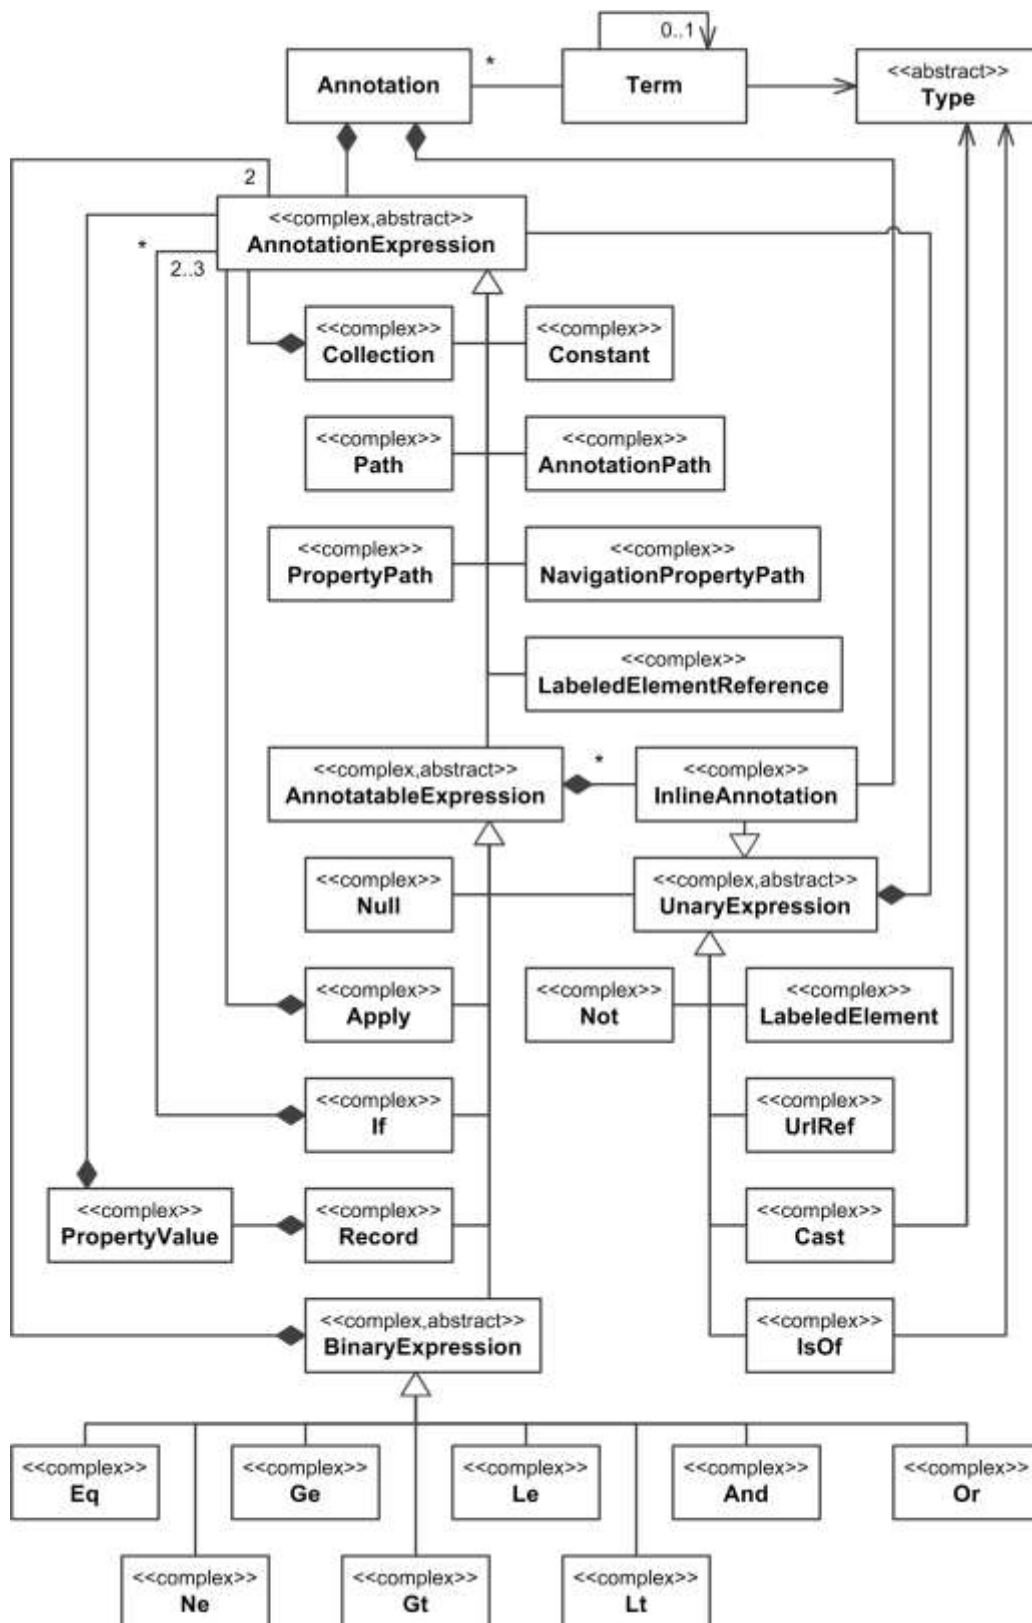 0..1
*
Annotation
Term
<<abstract>>
Type
2
<<complex,abstract>>
AnnotationExpression
*
2..3
<<complex>>
Collection
<<complex>>
Constant
<<complex>>
Path
<<complex>>
AnnotationPath
<<complex>>
PropertyPath
<<complex>>
NavigationPropertyPath
<<complex>>
LabeledElementReference
<<complex,abstract>>
AnnotatableExpression
*
<<complex>>
InlineAnnotation
<<complex>>
Null
<<complex,abstract>>
UnaryExpression
<<complex>>
Apply
<<complex>>
Not
<<complex>>
LabeledElement
<<complex>>
If
<<complex>>
UrlRef
<<complex>>
PropertyValue
<<complex>>
Record
<<complex>>
Cast
<<complex,abstract>>
BinaryExpression
<<complex>>
IsOf
<<complex>>
Eq
<<complex>>
Ge
<<complex>>
Le
<<complex>>
And
<<complex>>
Or
<<complex>>
Ne
<<complex>>
Gt
<<complex>>
Lt